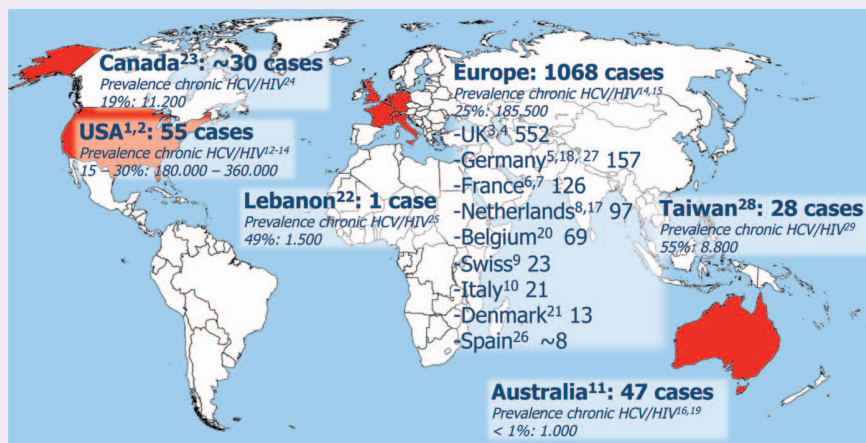 Canada23: ~30 cases
Prevalence chronic HCV/HIV24
19%: 11.200
USA1,2: 55 cases
Prevalence chronic HCV/HIV12-14
15 – 30%: 180.000 – 360.000
Lebanon22: 1 case
Prevalence chronic HCV/HIV25
49%: 1.500
Europe: 1068 cases
Prevalence chronic HCV/HIV14,15
25%: 185.500
-UK3,4 552
-Germany5,18, 27 157
-France6,7 126
-Netherlands8,17 97
-Belgium20 69
-Swiss9 23
-Italy10 21
-Denmark21 13
-Spain26 ~8
Taiwan28: 28 cases
Prevalence chronic HCV/HIV29
55%: 8.800
Australia11: 47 cases
Prevalence chronic HCV/HIV16,19
< 1%: 1.000